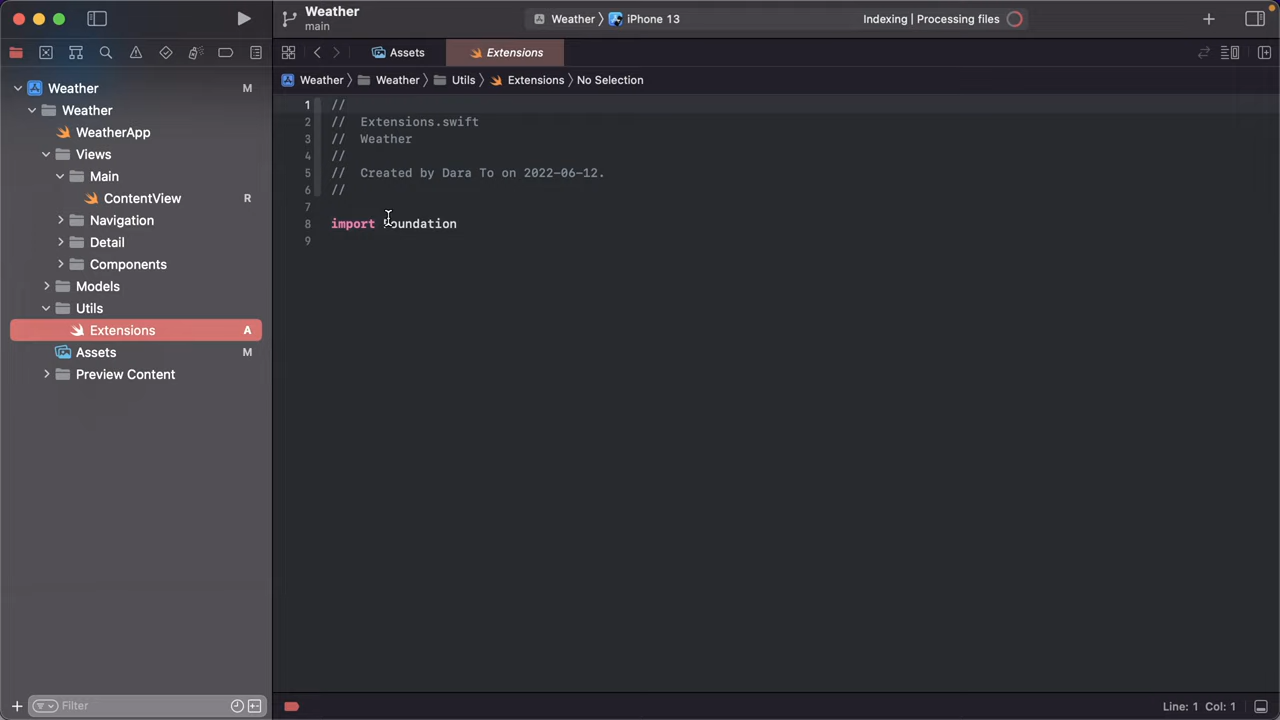 Weather
main
Weather
iPhone 13
Indexing | Processing files
Assets
Extensions
Weather
Weather
Utils
Extensions
No Selection
Weather M
Weather
WeatherApp
Views
Main
ContentView R
Navigation
Detail
Components
Models
Utils
Extensions A
Assets M
Preview Content
1 //
2 // Extensions.swift
3 // Weather
4 //
5 // Created by Dara To on 2022-06-12.
6 //
7
8 import Foundation
9
Filter
Line: 1 Col: 1